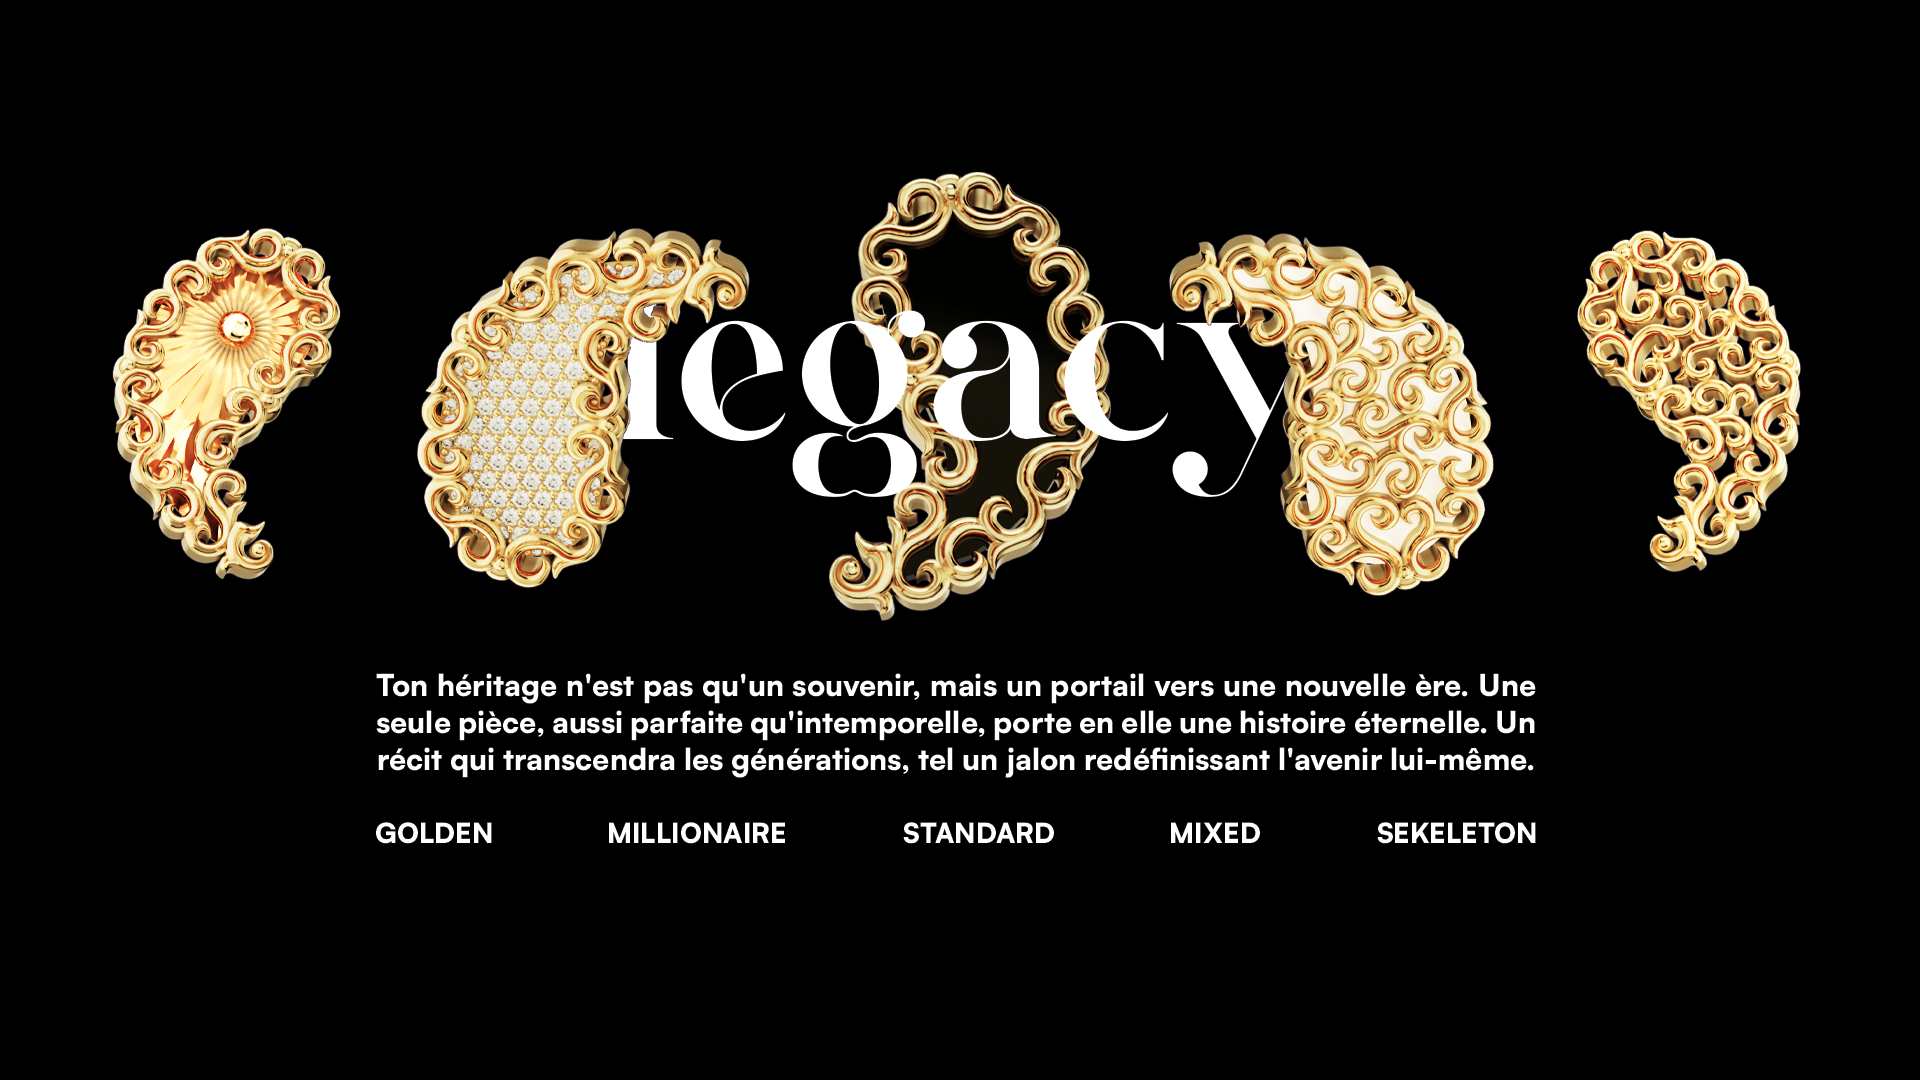 legacy
Ton héritage n'est pas qu'un souvenir, mais un portail vers une nouvelle ère. Une
seule pièce, aussi parfaite qu'intemporelle, porte en elle une histoire éternelle. Un
récit qui transcendra les générations, tel un jalon redéfinissant l'avenir lui-même.
GOLDEN MILLIONAIRE STANDARD MIXED SEKELETON